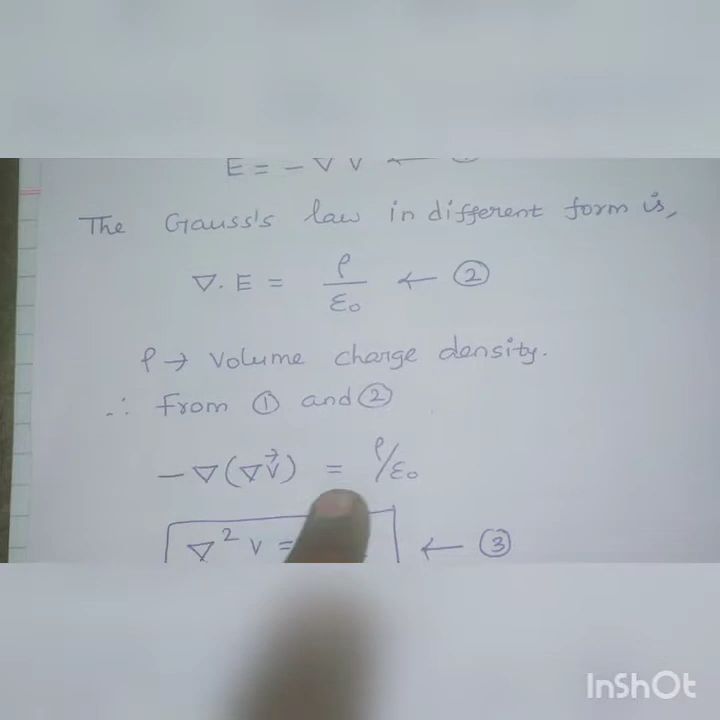 E = - ∇ V ←
The Gauss's law in different form is,
∇. E = ρ/ε₀ ← ②
ρ → volume charge density.
∴ From ① and ②
-∇(∇V⃗) = ρ/ε₀
∇² V = ← ③
InShOt